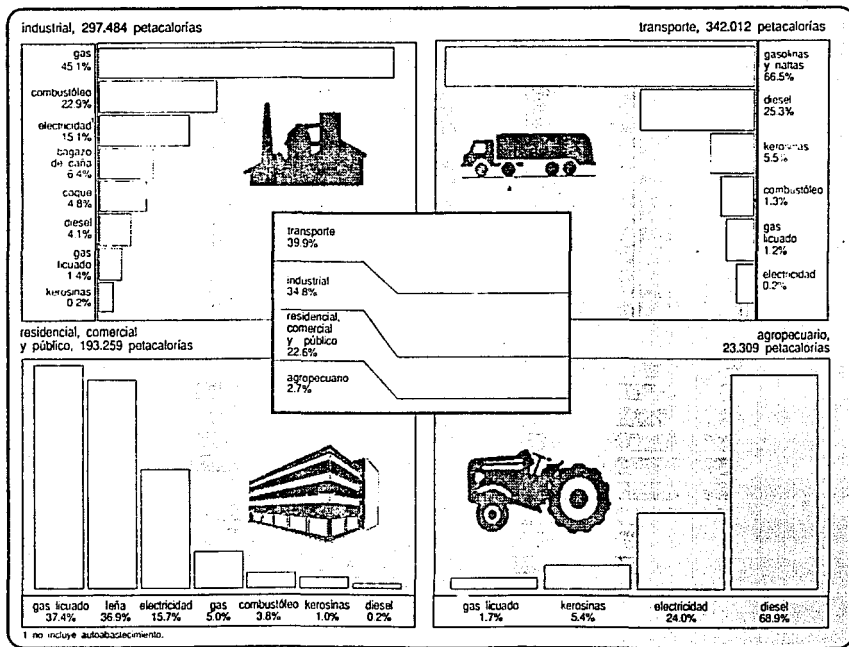 industrial, 297.484 petacalorías
gas
45.1%
combustóleo
22.9%
electricidad¹
15.1%
bagazo
de caña
6.4%
coque
4.8%
diesel
4.1%
gas
licuado
1.4%
kerosinas
0.2%
transporte, 342.012 petacalorías
gasolinas
y naftas
66.5%
diesel
25.3%
kerosinas
5.5%
combustóleo
1.3%
gas
licuado
1.2%
electricidad
0.2%
transporte
39.9%
industrial
34.8%
residencial,
comercial
y público
22.6%
agropecuario
2.7%
residencial, comercial
y público, 193.259 petacalorías
gas licuado leña electricidad gas combustóleo kerosinas diesel
37.4% 36.9% 15.7% 5.0% 3.8% 1.0% 0.2%
agropecuario,
23.309 petacalorías
gas licuado kerosinas electricidad diesel
1.7% 5.4% 24.0% 68.9%
1 no incluye autoabastecimiento.